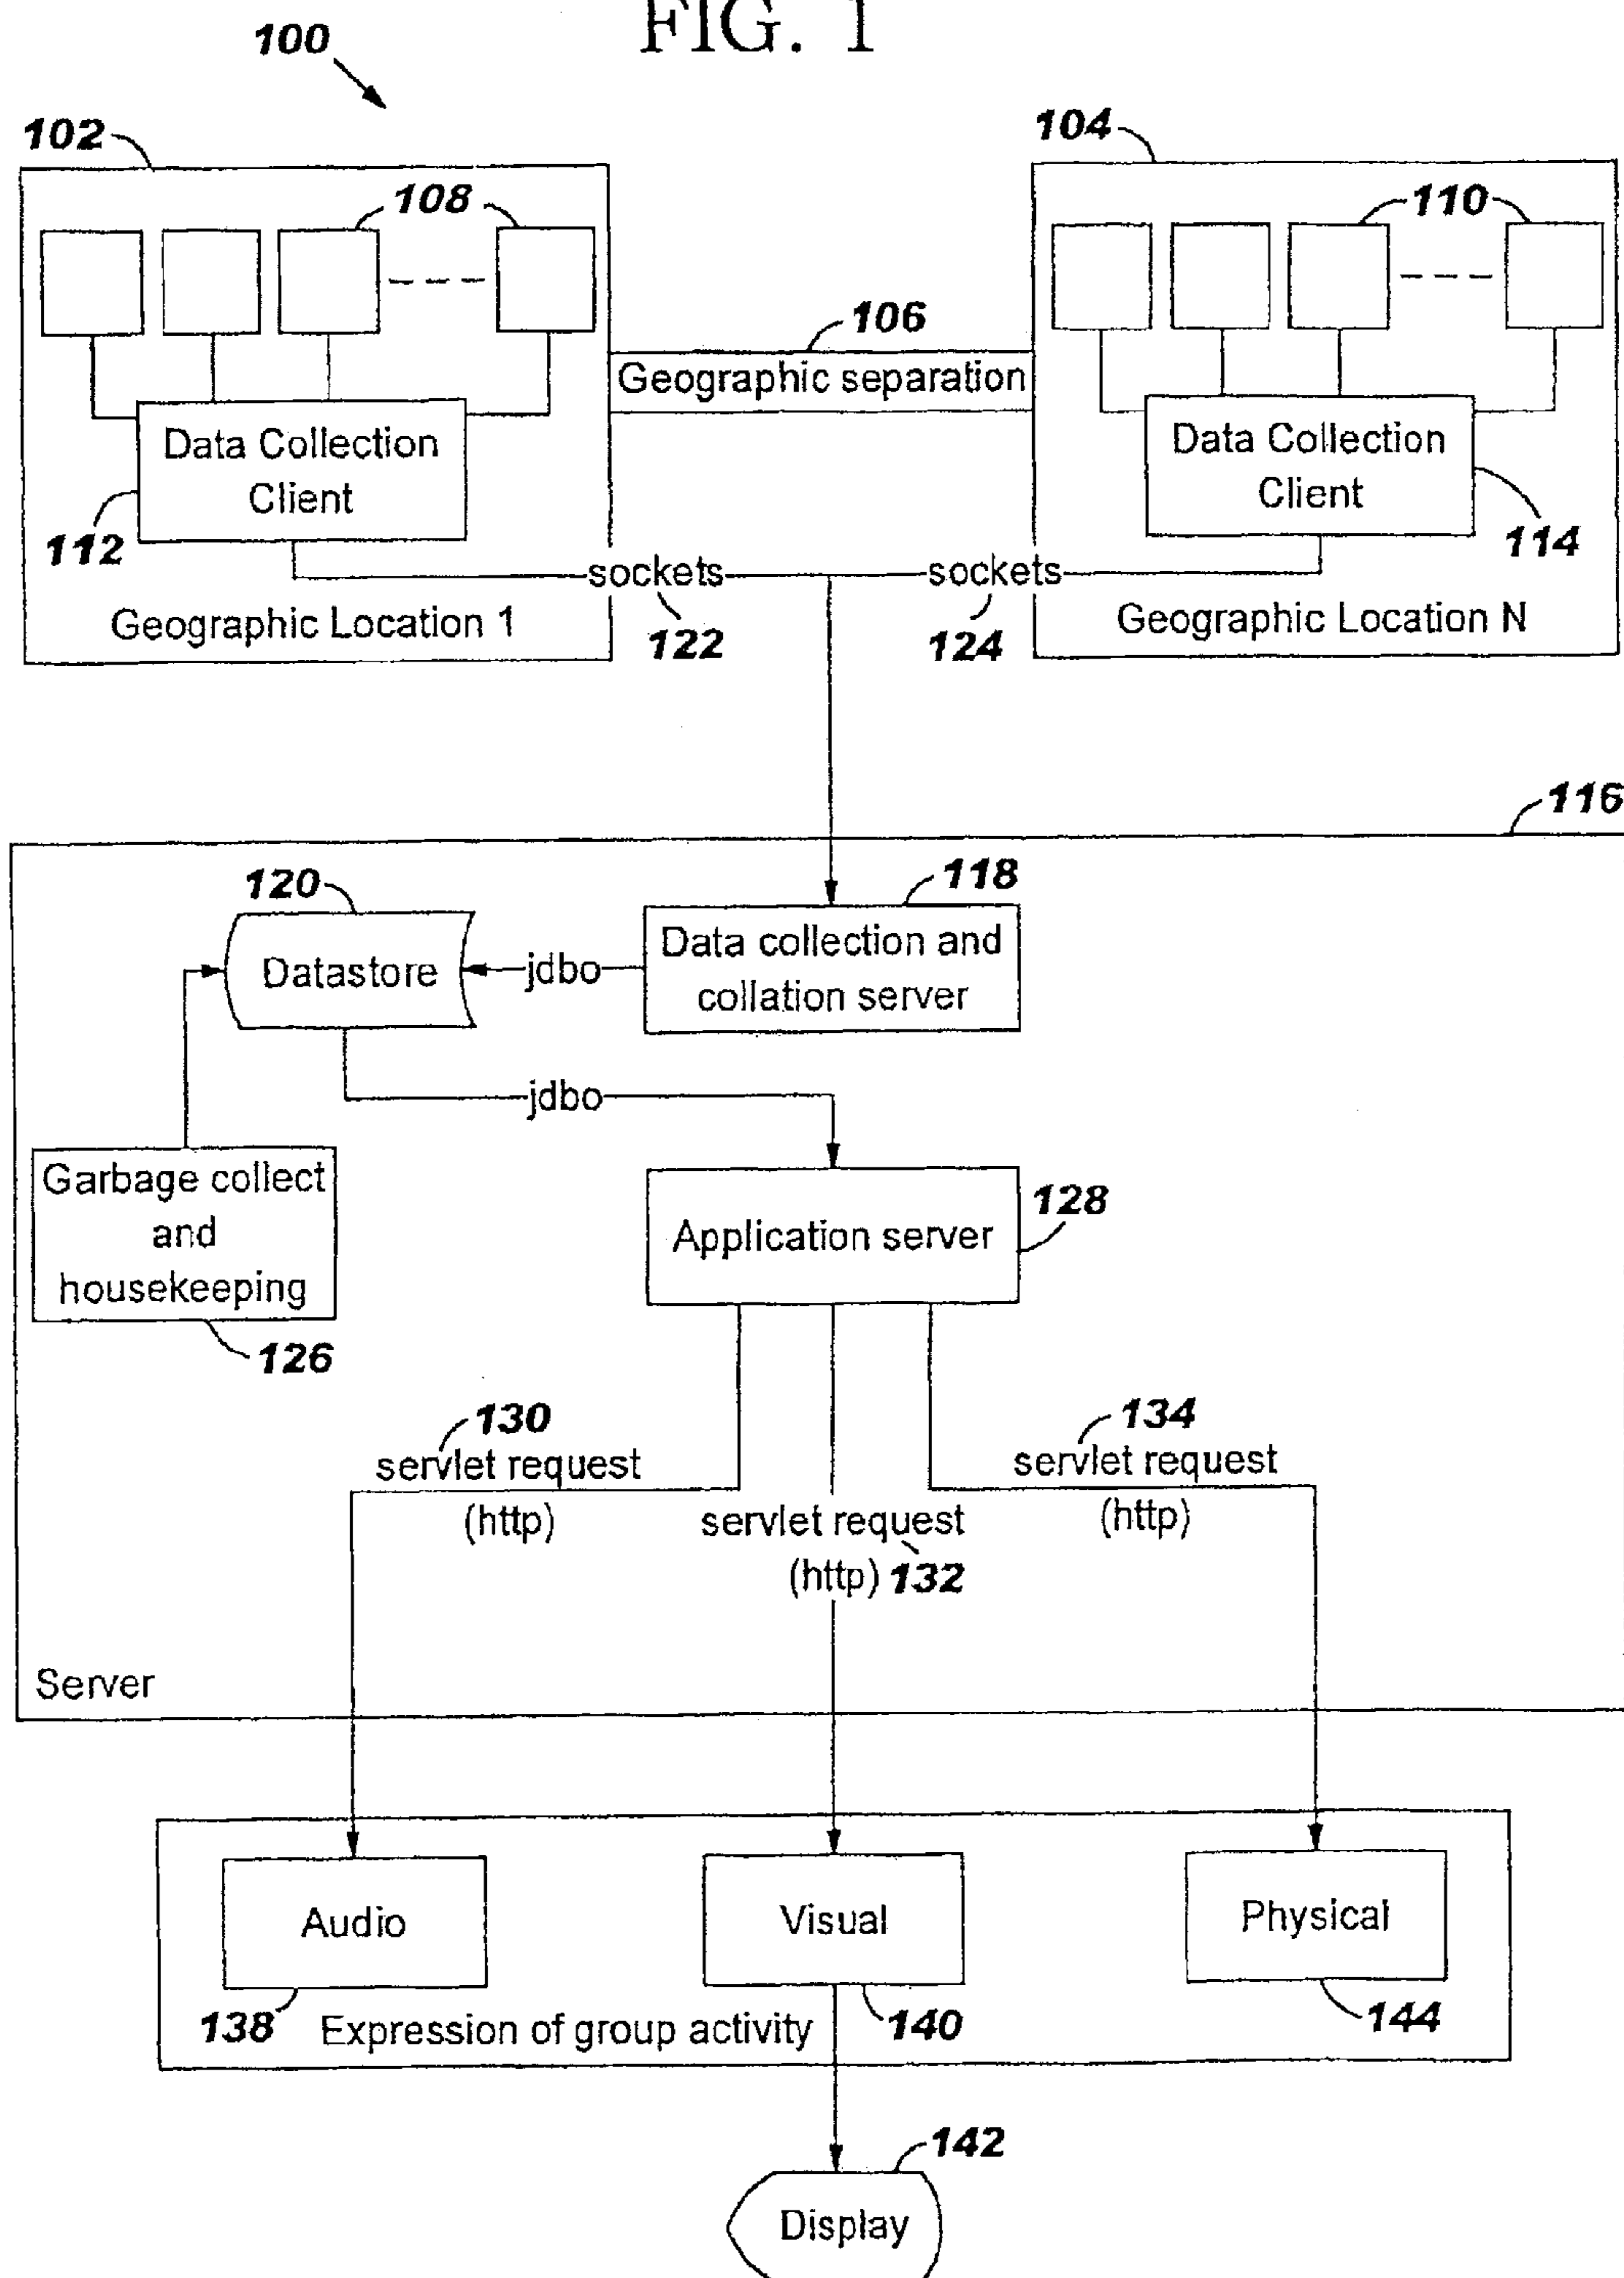 FIG. 1
100
102
104
108
110
106
Geographic separation
Data Collection
Client
Data Collection
Client
112
114
sockets
sockets
122
124
Geographic Location 1
Geographic Location N
116
120
118
Datastore
jdbo
Data collection and
collation server
jdbo
Garbage collect
and
housekeeping
126
Application server
128
130
servlet request
(http)
servlet request
(http) 132
134
servlet request
(http)
Server
Audio
Visual
Physical
138
Expression of group activity
140
144
142
Display